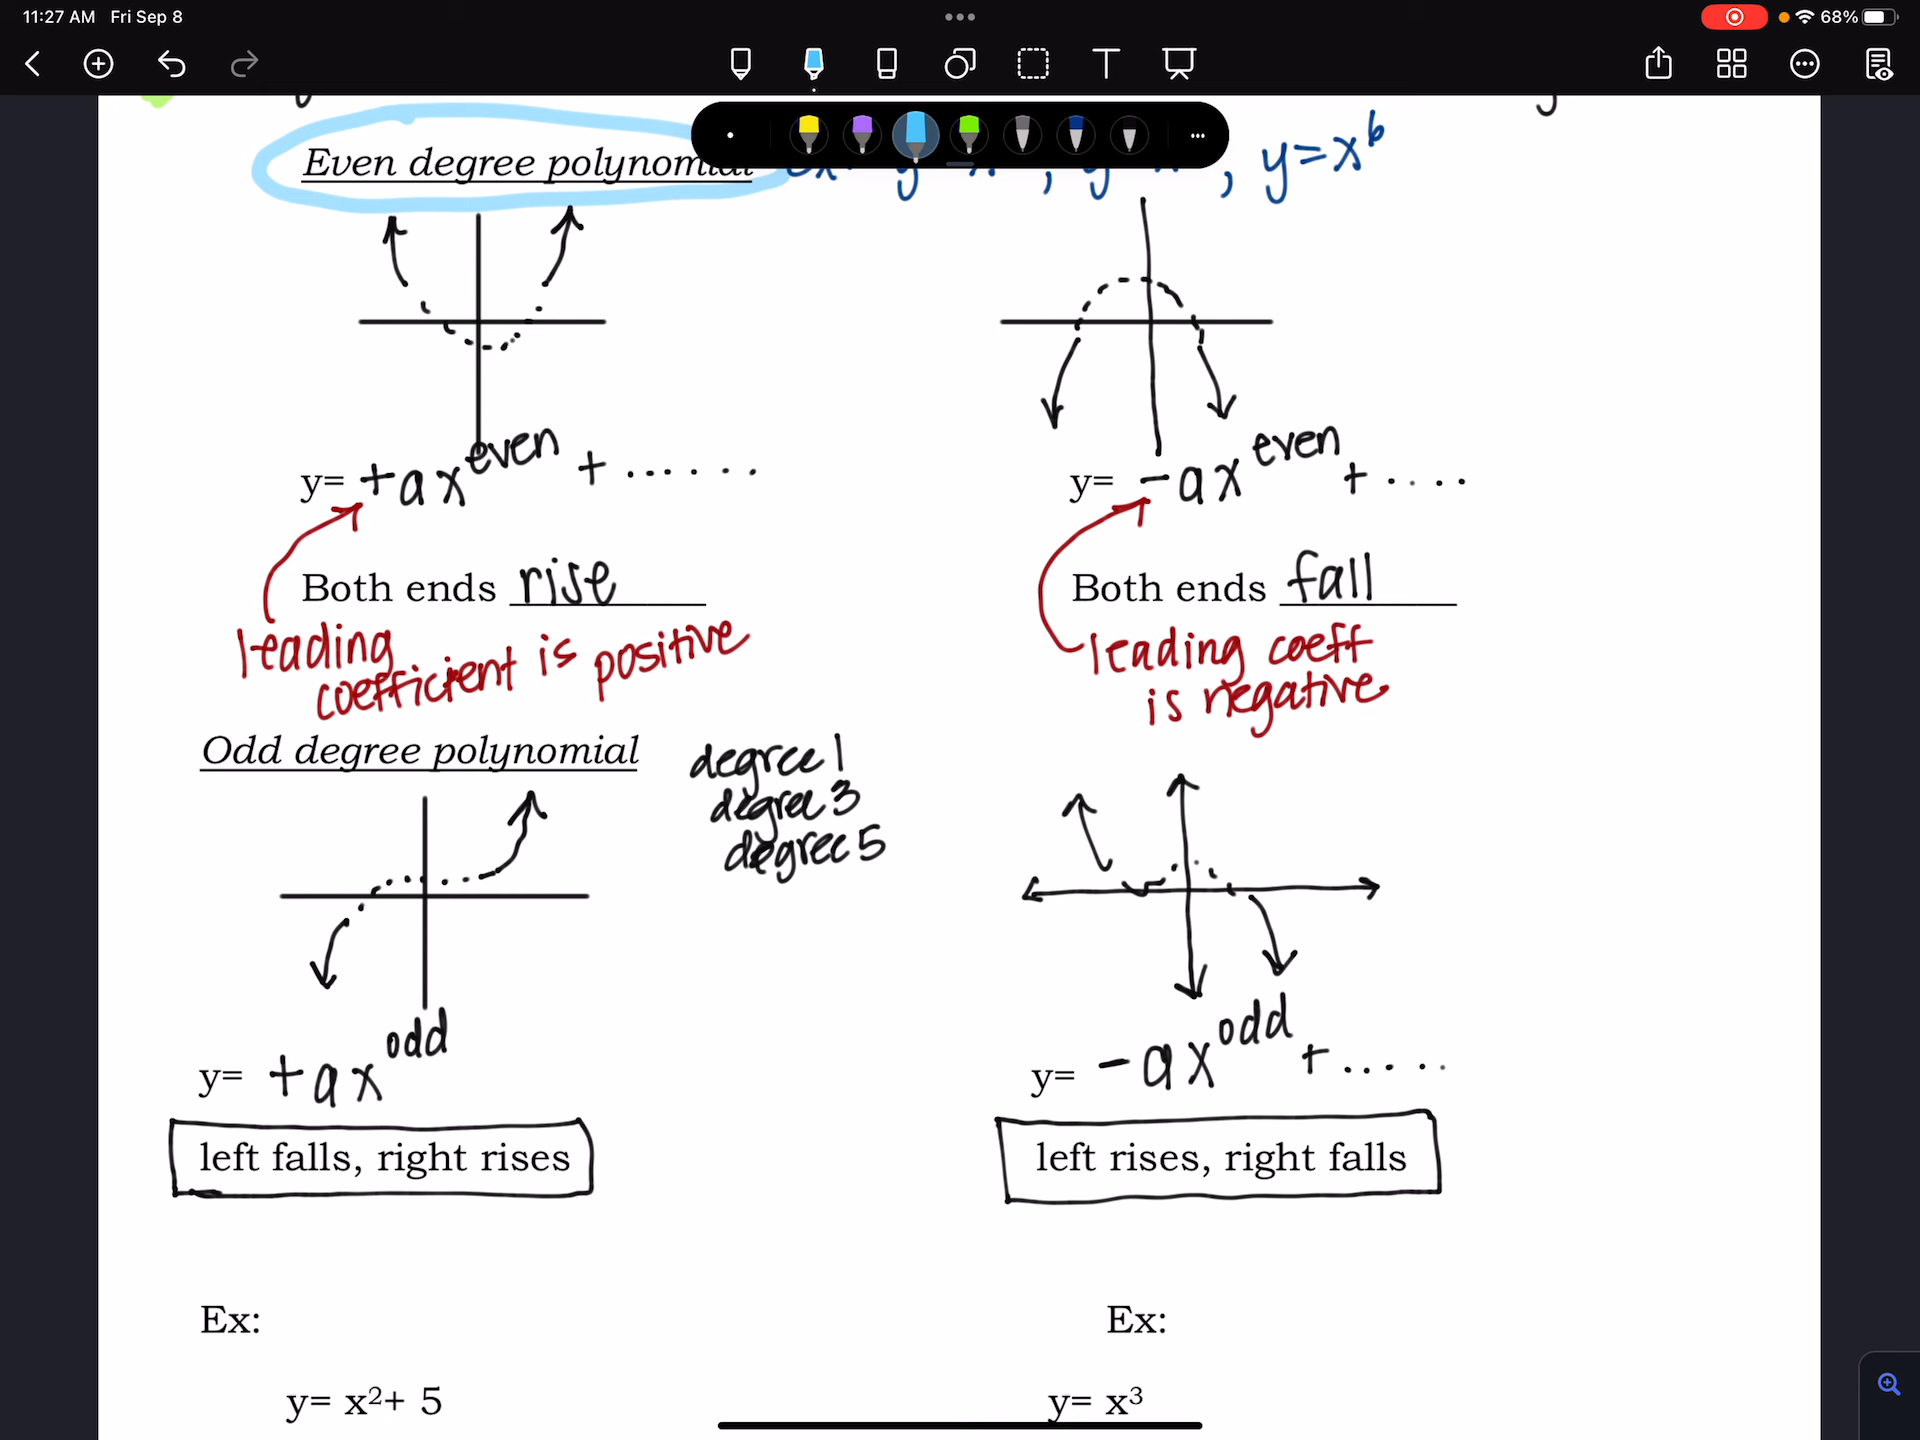 11:27 AM Fri Sep 8
68%
Even degree polynomial
, , y=x⁶
y= +ax^even + ......
y= -ax^even + ....
Both ends rise
Both ends fall
leading coefficient is positive
leading coeff is negative
Odd degree polynomial
degree 1
degree 3
degree 5
y= +ax^odd
y= -ax^odd + .....
left falls, right rises
left rises, right falls
Ex:
Ex:
y= x²+ 5
y= x³